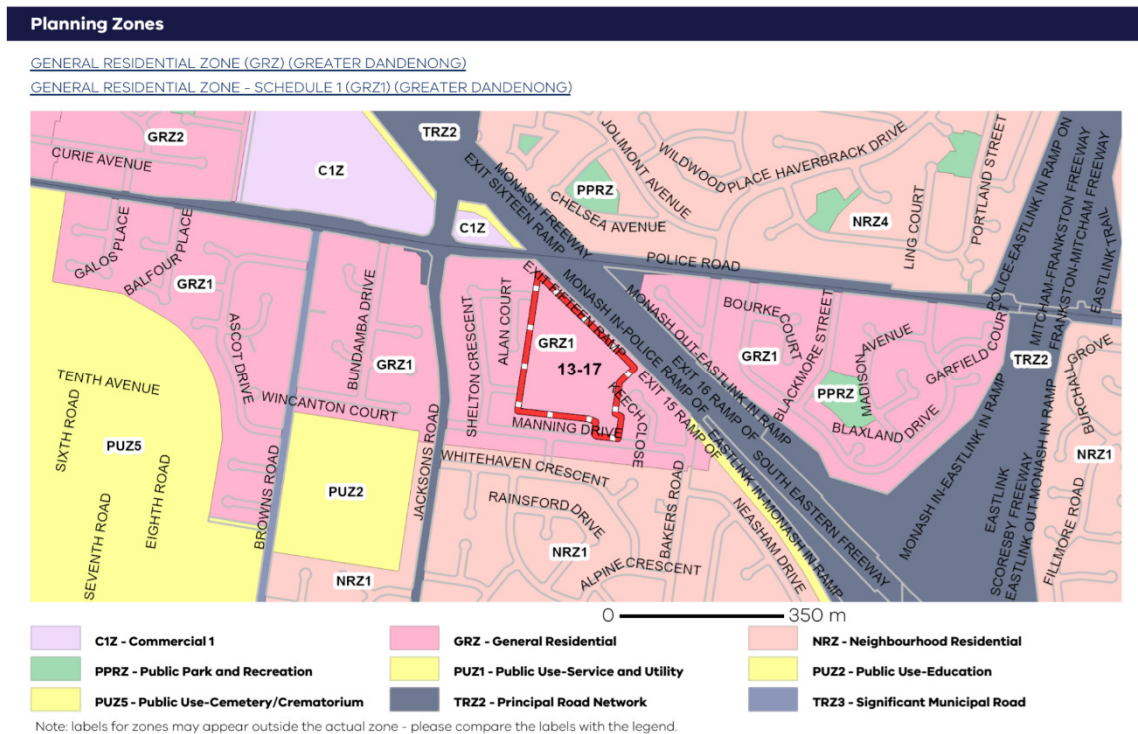 Planning Zones
GENERAL RESIDENTIAL ZONE (GRZ) (GREATER DANDENONG)
GENERAL RESIDENTIAL ZONE - SCHEDULE 1 (GRZ1) (GREATER DANDENONG)
GRZ2
CURIE AVENUE
C1Z
TRZ2
EXIT SIXTEEN RAMP
MONASH FREEWAY
JOLIMONT AVENUE
WILDWOOD PLACE
HAVERBRACK DRIVE
PPRZ
CHELSEA AVENUE
NRZ4
LING COURT
PORTLAND STREET
POLICE-EASTLINK IN RAMP ON
MITCHAM-FRANKSTON FREEWAY
FRANKSTON-MITCHAM FREEWAY
EASTLINK TRAIL
C1Z
POLICE ROAD
GALOS PLACE
BALFOUR PLACE
GRZ1
ASCOT DRIVE
BUNDAMBA DRIVE
GRZ1
WINCANTON COURT
JACKSONS ROAD
SHELTON CRESCENT
ALAN COURT
GRZ1
13-17
EXIT FIFTEEN RAMP
MONASH IN-POLICE RAMP OF
MONASH OUT-EASTLINK IN RAMP
EXIT 16 RAMP OF
EXIT 15 RAMP OF
KEECH CLOSE
MANNING DRIVE
BOURKE COURT
GRZ1
BLACKMORE STREET
MADISON AVENUE
PPRZ
GARFIELD COURT
BLAXLAND DRIVE
TRZ2
BURCHALL GROVE
NRZ1
TENTH AVENUE
SIXTH ROAD
PUZ5
SEVENTH ROAD
EIGHTH ROAD
BROWNS ROAD
PUZ2
NRZ1
WHITEHAVEN CRESCENT
RAINSFORD DRIVE
NRZ1
ALPINE CRESCENT
BAKERS ROAD
NEASHAM DRIVE
EASTLINK IN-MONASH IN RAMP
SOUTH EASTERN FREEWAY
MONASH IN-EASTLINK IN RAMP
EASTLINK
SCORESBY FREEWAY
EASTLINK OUT-MONASH IN RAMP
FILLMORE ROAD
0 350 m
C1Z - Commercial 1
GRZ - General Residential
NRZ - Neighbourhood Residential
PPRZ - Public Park and Recreation
PUZ1 - Public Use-Service and Utility
PUZ2 - Public Use-Education
PUZ5 - Public Use-Cemetery/Crematorium
TRZ2 - Principal Road Network
TRZ3 - Significant Municipal Road
Note: labels for zones may appear outside the actual zone - please compare the labels with the legend.